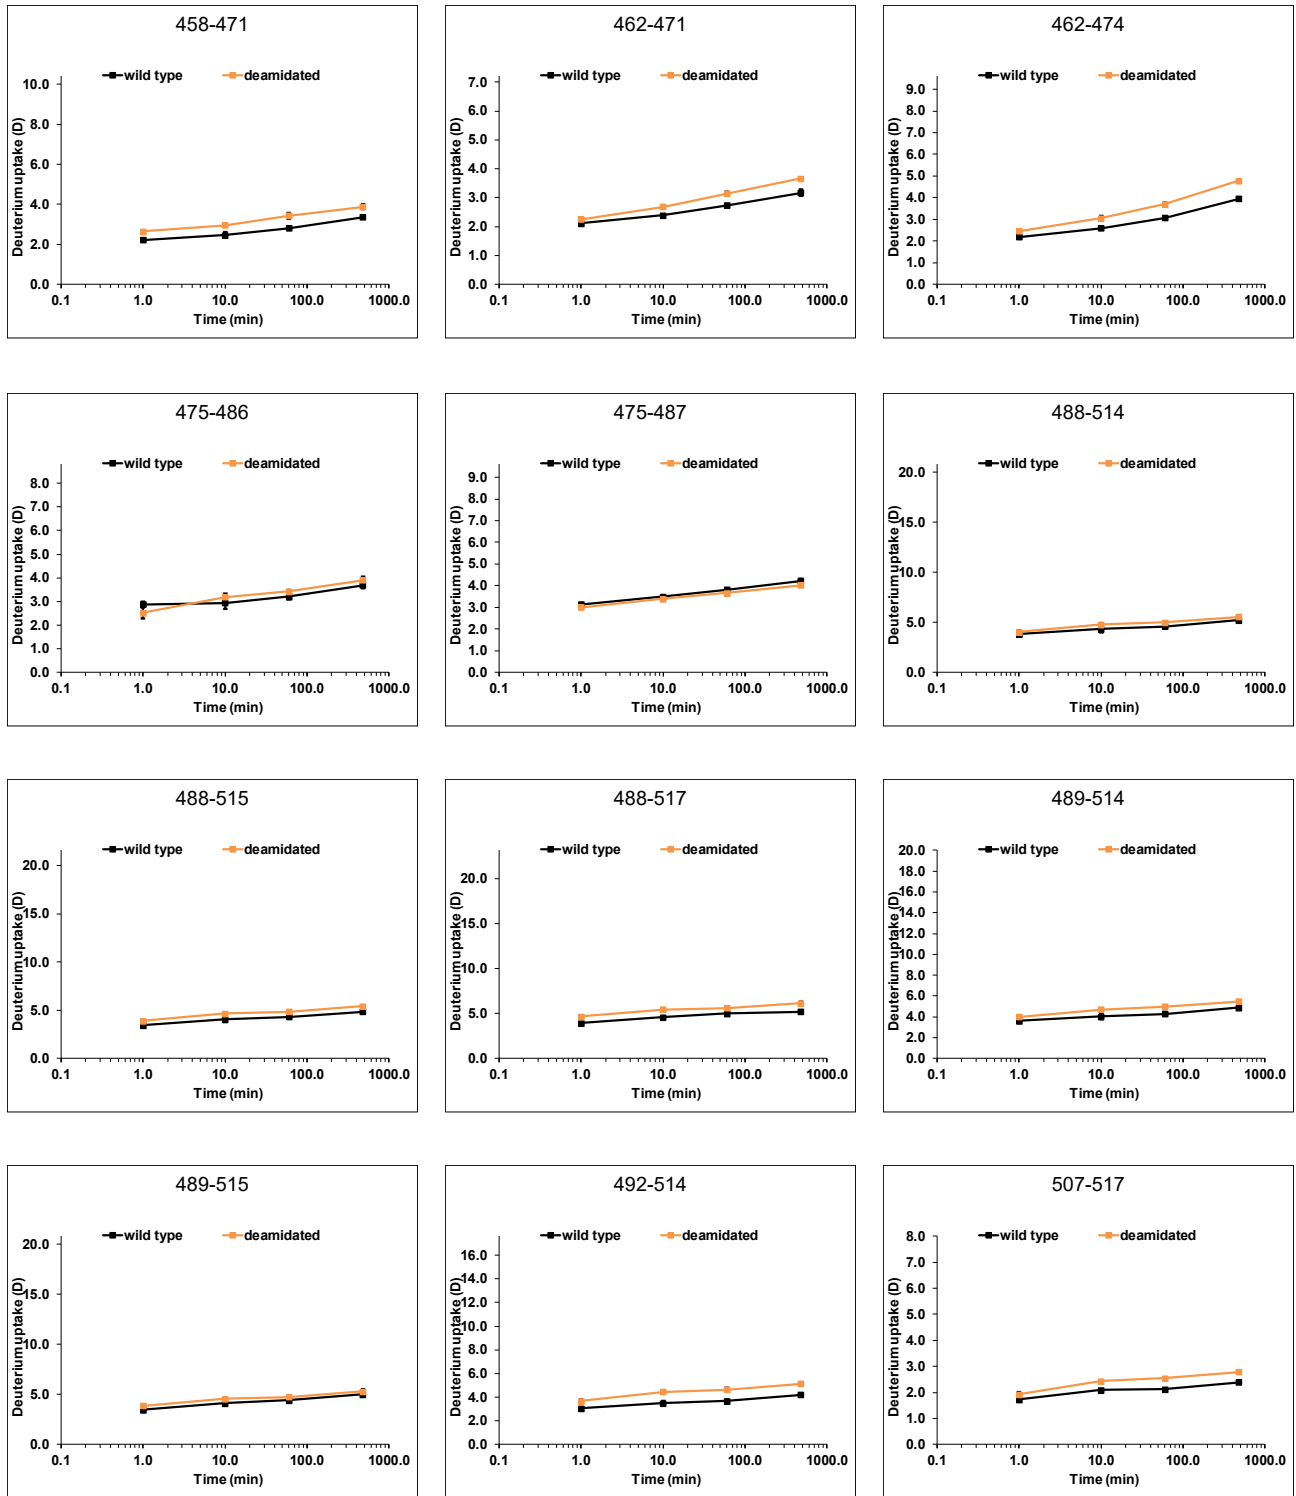 458-471
wild type deamidated
Deuterium uptake (D)
10.0
8.0
6.0
4.0
2.0
0.0
0.1 1.0 10.0 100.0 1000.0
Time (min)
462-471
wild type deamidated
Deuterium uptake (D)
7.0
6.0
5.0
4.0
3.0
2.0
1.0
0.0
0.1 1.0 10.0 100.0 1000.0
Time (min)
462-474
wild type deamidated
Deuterium uptake (D)
9.0
8.0
7.0
6.0
5.0
4.0
3.0
2.0
1.0
0.0
0.1 1.0 10.0 100.0 1000.0
Time (min)
475-486
wild type deamidated
Deuterium uptake (D)
8.0
7.0
6.0
5.0
4.0
3.0
2.0
1.0
0.0
0.1 1.0 10.0 100.0 1000.0
Time (min)
475-487
wild type deamidated
Deuterium uptake (D)
9.0
8.0
7.0
6.0
5.0
4.0
3.0
2.0
1.0
0.0
0.1 1.0 10.0 100.0 1000.0
Time (min)
488-514
wild type deamidated
Deuterium uptake (D)
20.0
15.0
10.0
5.0
0.0
0.1 1.0 10.0 100.0 1000.0
Time (min)
488-515
wild type deamidated
Deuterium uptake (D)
20.0
15.0
10.0
5.0
0.0
0.1 1.0 10.0 100.0 1000.0
Time (min)
488-517
wild type deamidated
Deuterium uptake (D)
20.0
15.0
10.0
5.0
0.0
0.1 1.0 10.0 100.0 1000.0
Time (min)
489-514
wild type deamidated
Deuterium uptake (D)
20.0
18.0
16.0
14.0
12.0
10.0
8.0
6.0
4.0
2.0
0.0
0.1 1.0 10.0 100.0 1000.0
Time (min)
489-515
wild type deamidated
Deuterium uptake (D)
20.0
15.0
10.0
5.0
0.0
0.1 1.0 10.0 100.0 1000.0
Time (min)
492-514
wild type deamidated
Deuterium uptake (D)
16.0
14.0
12.0
10.0
8.0
6.0
4.0
2.0
0.0
0.1 1.0 10.0 100.0 1000.0
Time (min)
507-517
wild type deamidated
Deuterium uptake (D)
8.0
7.0
6.0
5.0
4.0
3.0
2.0
1.0
0.0
0.1 1.0 10.0 100.0 1000.0
Time (min)